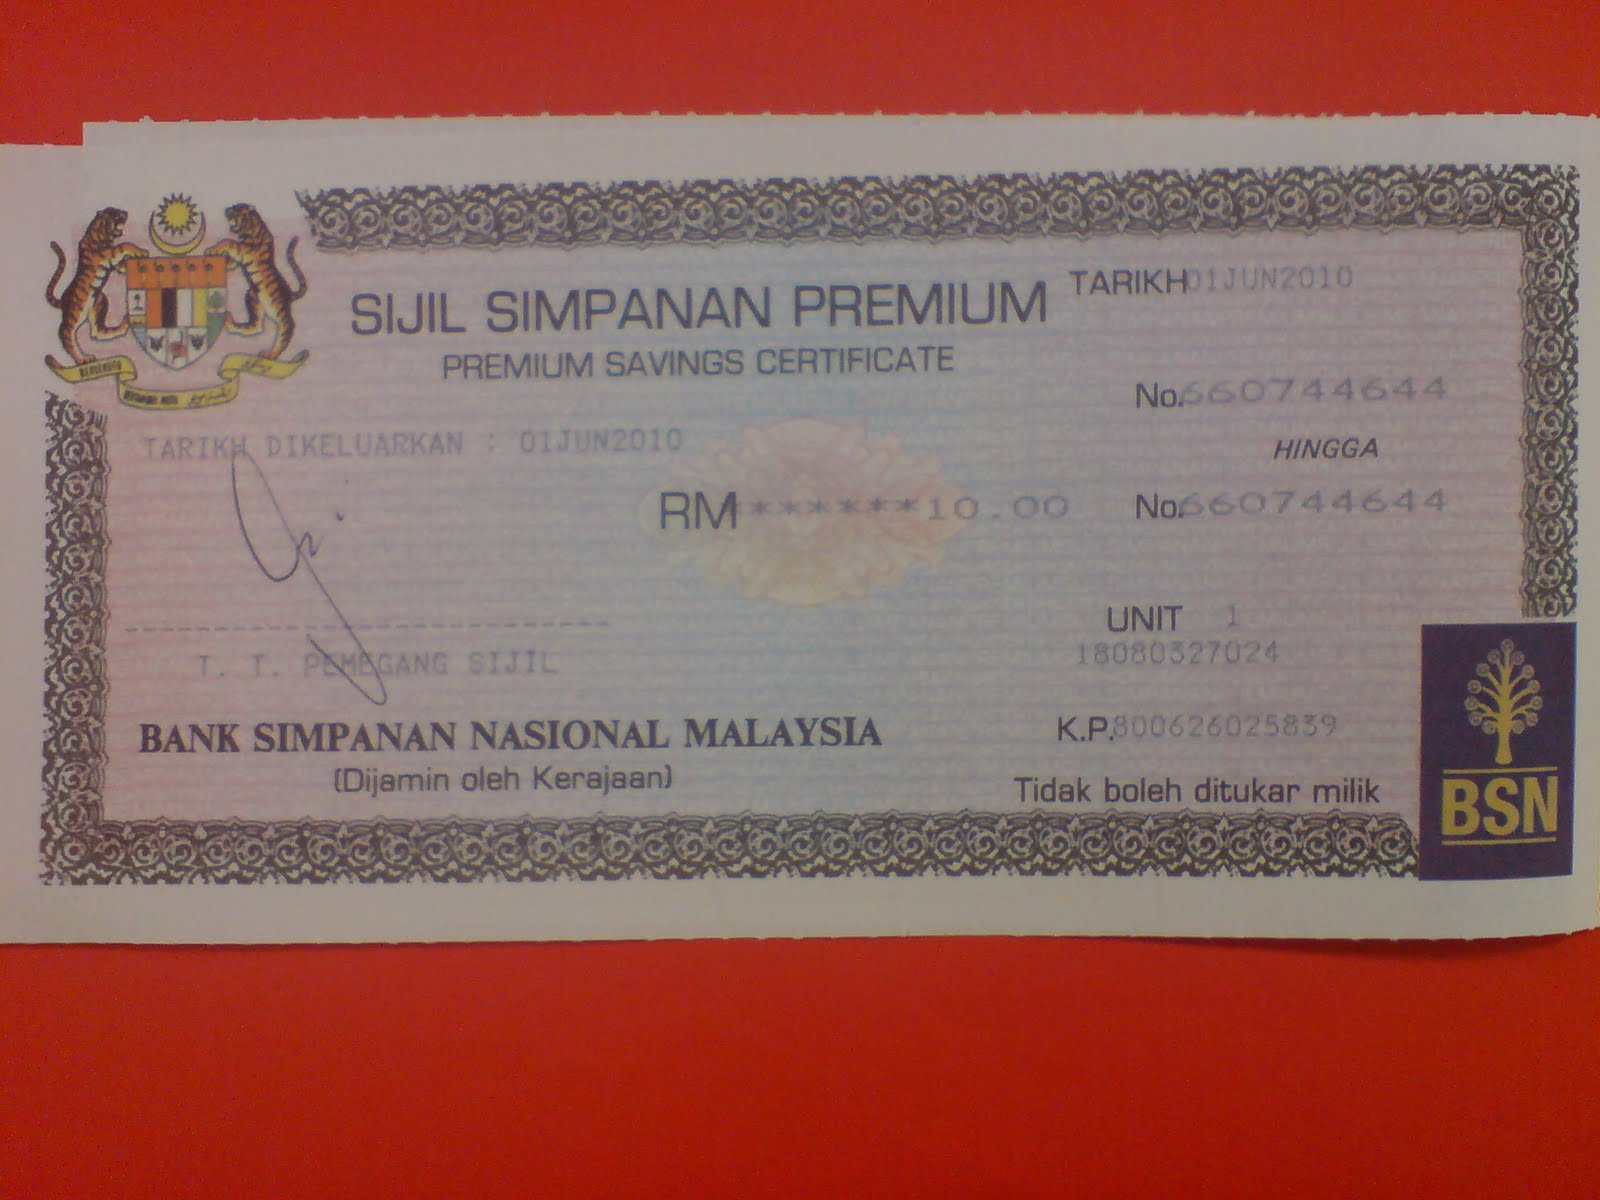 SIJIL SIMPANAN PREMIUM
PREMIUM SAVINGS CERTIFICATE
TARIKH 01JUN2010
No. 660744644
HINGGA
No. 660744644
TARIKH DIKELUARKAN : 01JUN2010
RM*******10.00
UNIT 1
18080327024
T. T. PEMEGANG SIJIL
BANK SIMPANAN NASIONAL MALAYSIA
(Dijamin oleh Kerajaan)
K.P. 800626025839
Tidak boleh ditukar milik
BSN